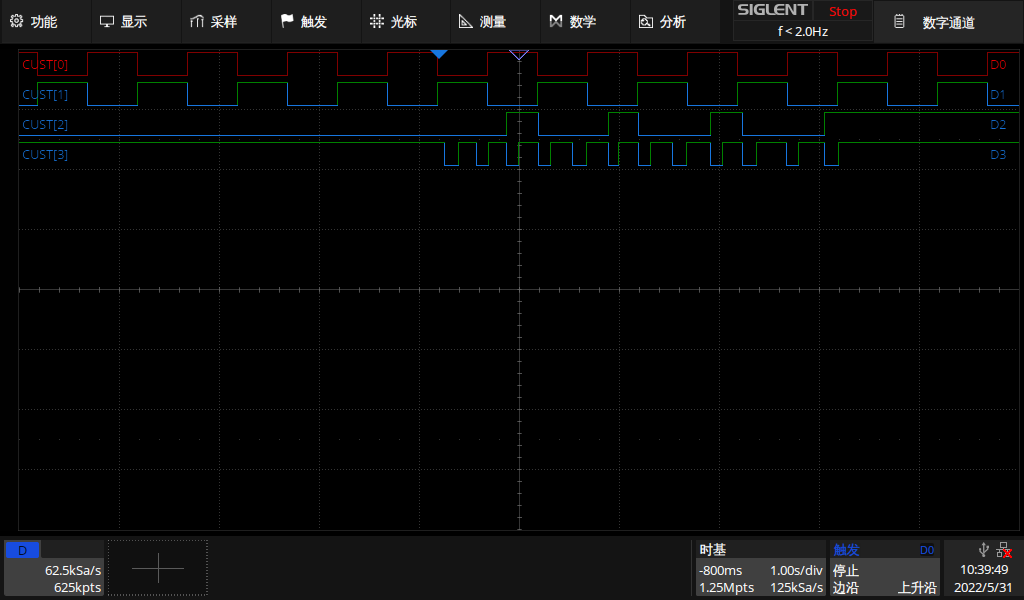 功能 显示 采样 触发 光标 测量 数学 分析 SIGLENT Stop
f < 2.0Hz
数字通道
CUST[0] D0
CUST[1] D1
CUST[2] D2
CUST[3] D3
D
62.5kSa/s
625kpts
时基
-800ms 1.00s/div
1.25Mpts 125kSa/s
触发 D0
停止
边沿 上升沿
10:39:49
2022/5/31